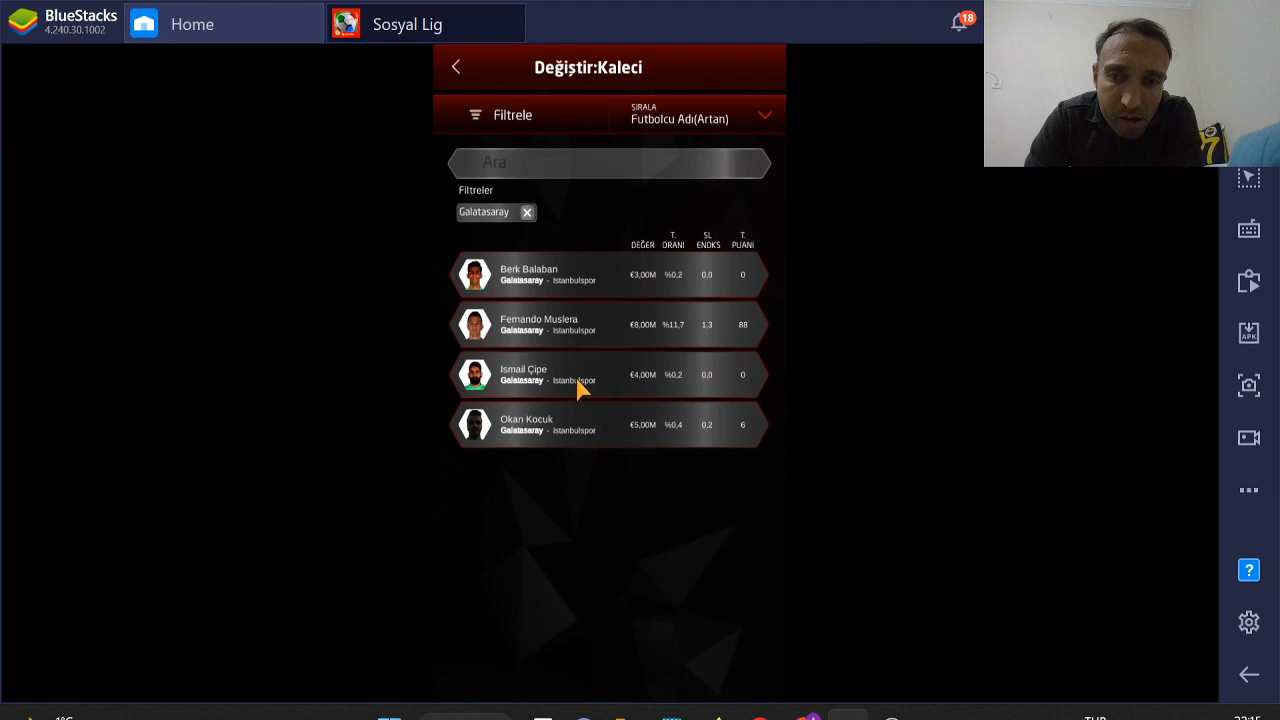 BlueStacks
4.240.30.1002
Home
Sosyal Lig
18
Değiştir:Kaleci
Filtrele
SIRALA
Futbolcu Adı(Artan)
Ara
Filtreler
Galatasaray
DEĞER T. ORANI SL ENDKS T. PUANI
Berk Balaban
Galatasaray - Istanbulspor
€3,00M %0,2 0,0 0
Fernando Muslera
Galatasaray - Istanbulspor
€8,00M %11,7 1,3 88
Ismail Çipe
Galatasaray - Istanbulspor
€4,00M %0,2 0,0 0
Okan Kocuk
Galatasaray - Istanbulspor
€5,00M %0,4 0,2 6
APK
?